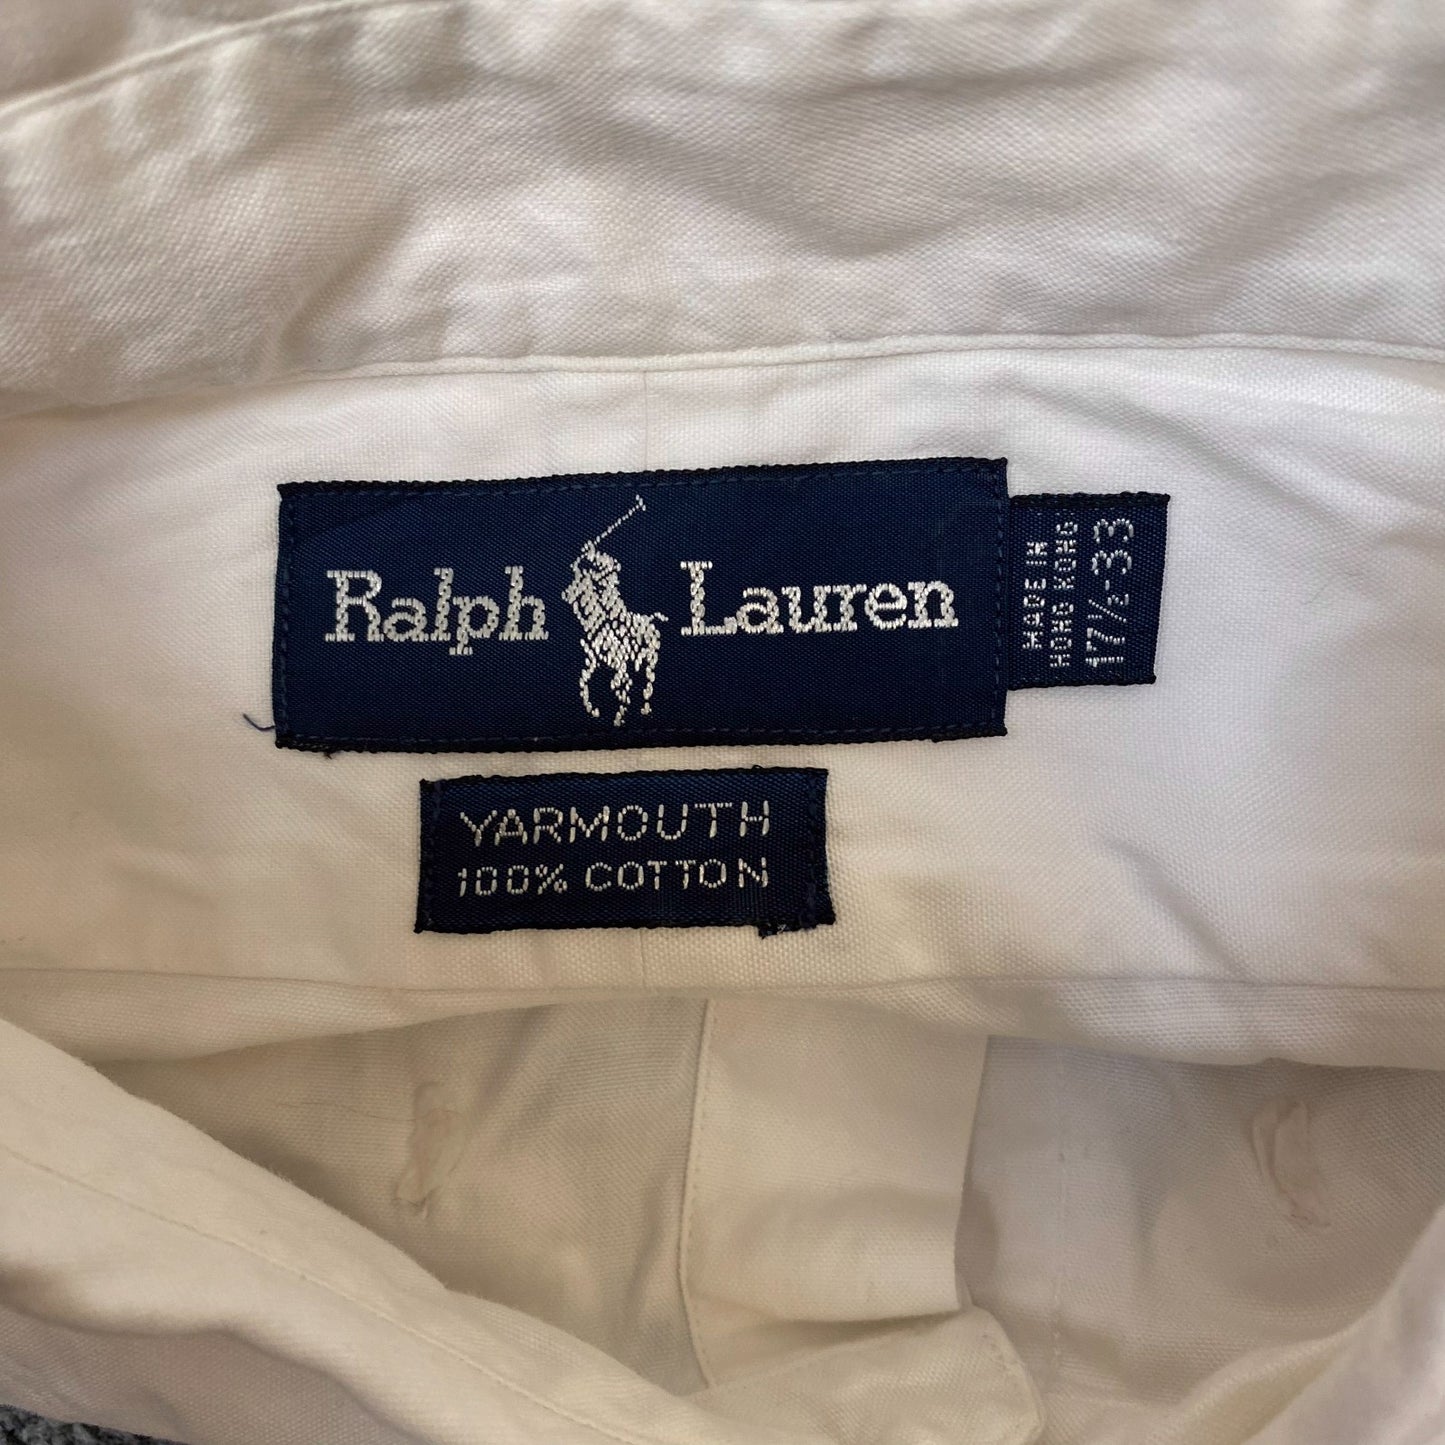 Ralph Lauren
MADE IN
HONG KONG
17½-33
YARMOUTH
100% COTTON